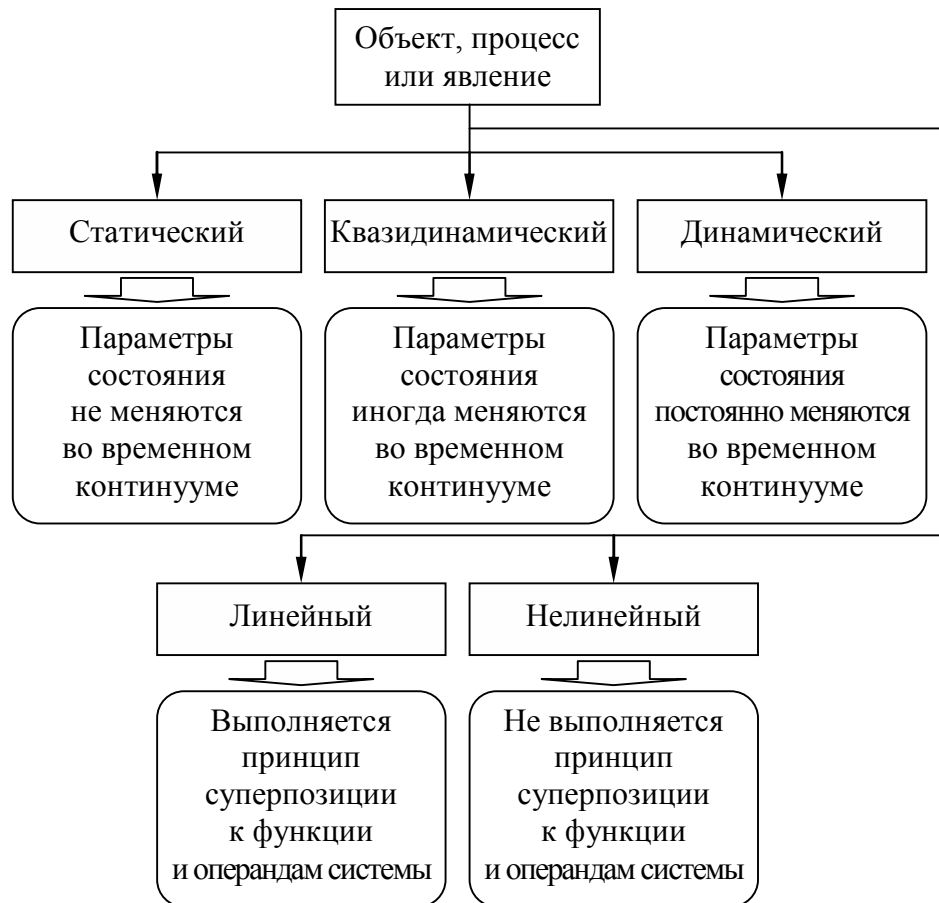 Объект, процесс
или явление
Статический
Квазидинамический
Динамический
Параметры
состояния
не меняются
во временном
континууме
Параметры
состояния
иногда меняются
во временном
континууме
Параметры
состояния
постоянно меняются
во временном
континууме
Линейный
Нелинейный
Выполняется
принцип
суперпозиции
к функции
и операндам системы
Не выполняется
принцип
суперпозиции
к функции
и операндам системы